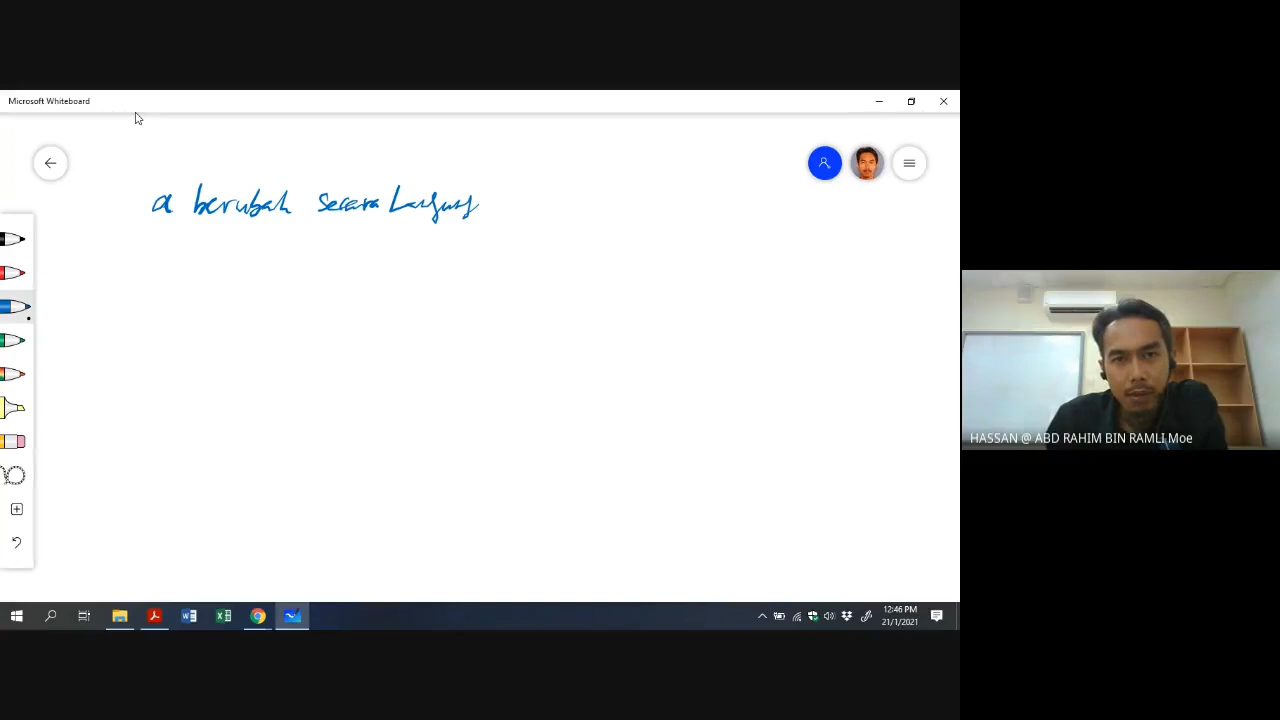 Microsoft Whiteboard
a berubah secara Langsung
HASSAN @ ABD RAHIM BIN RAMLI Moe
12:46 PM
21/1/2021